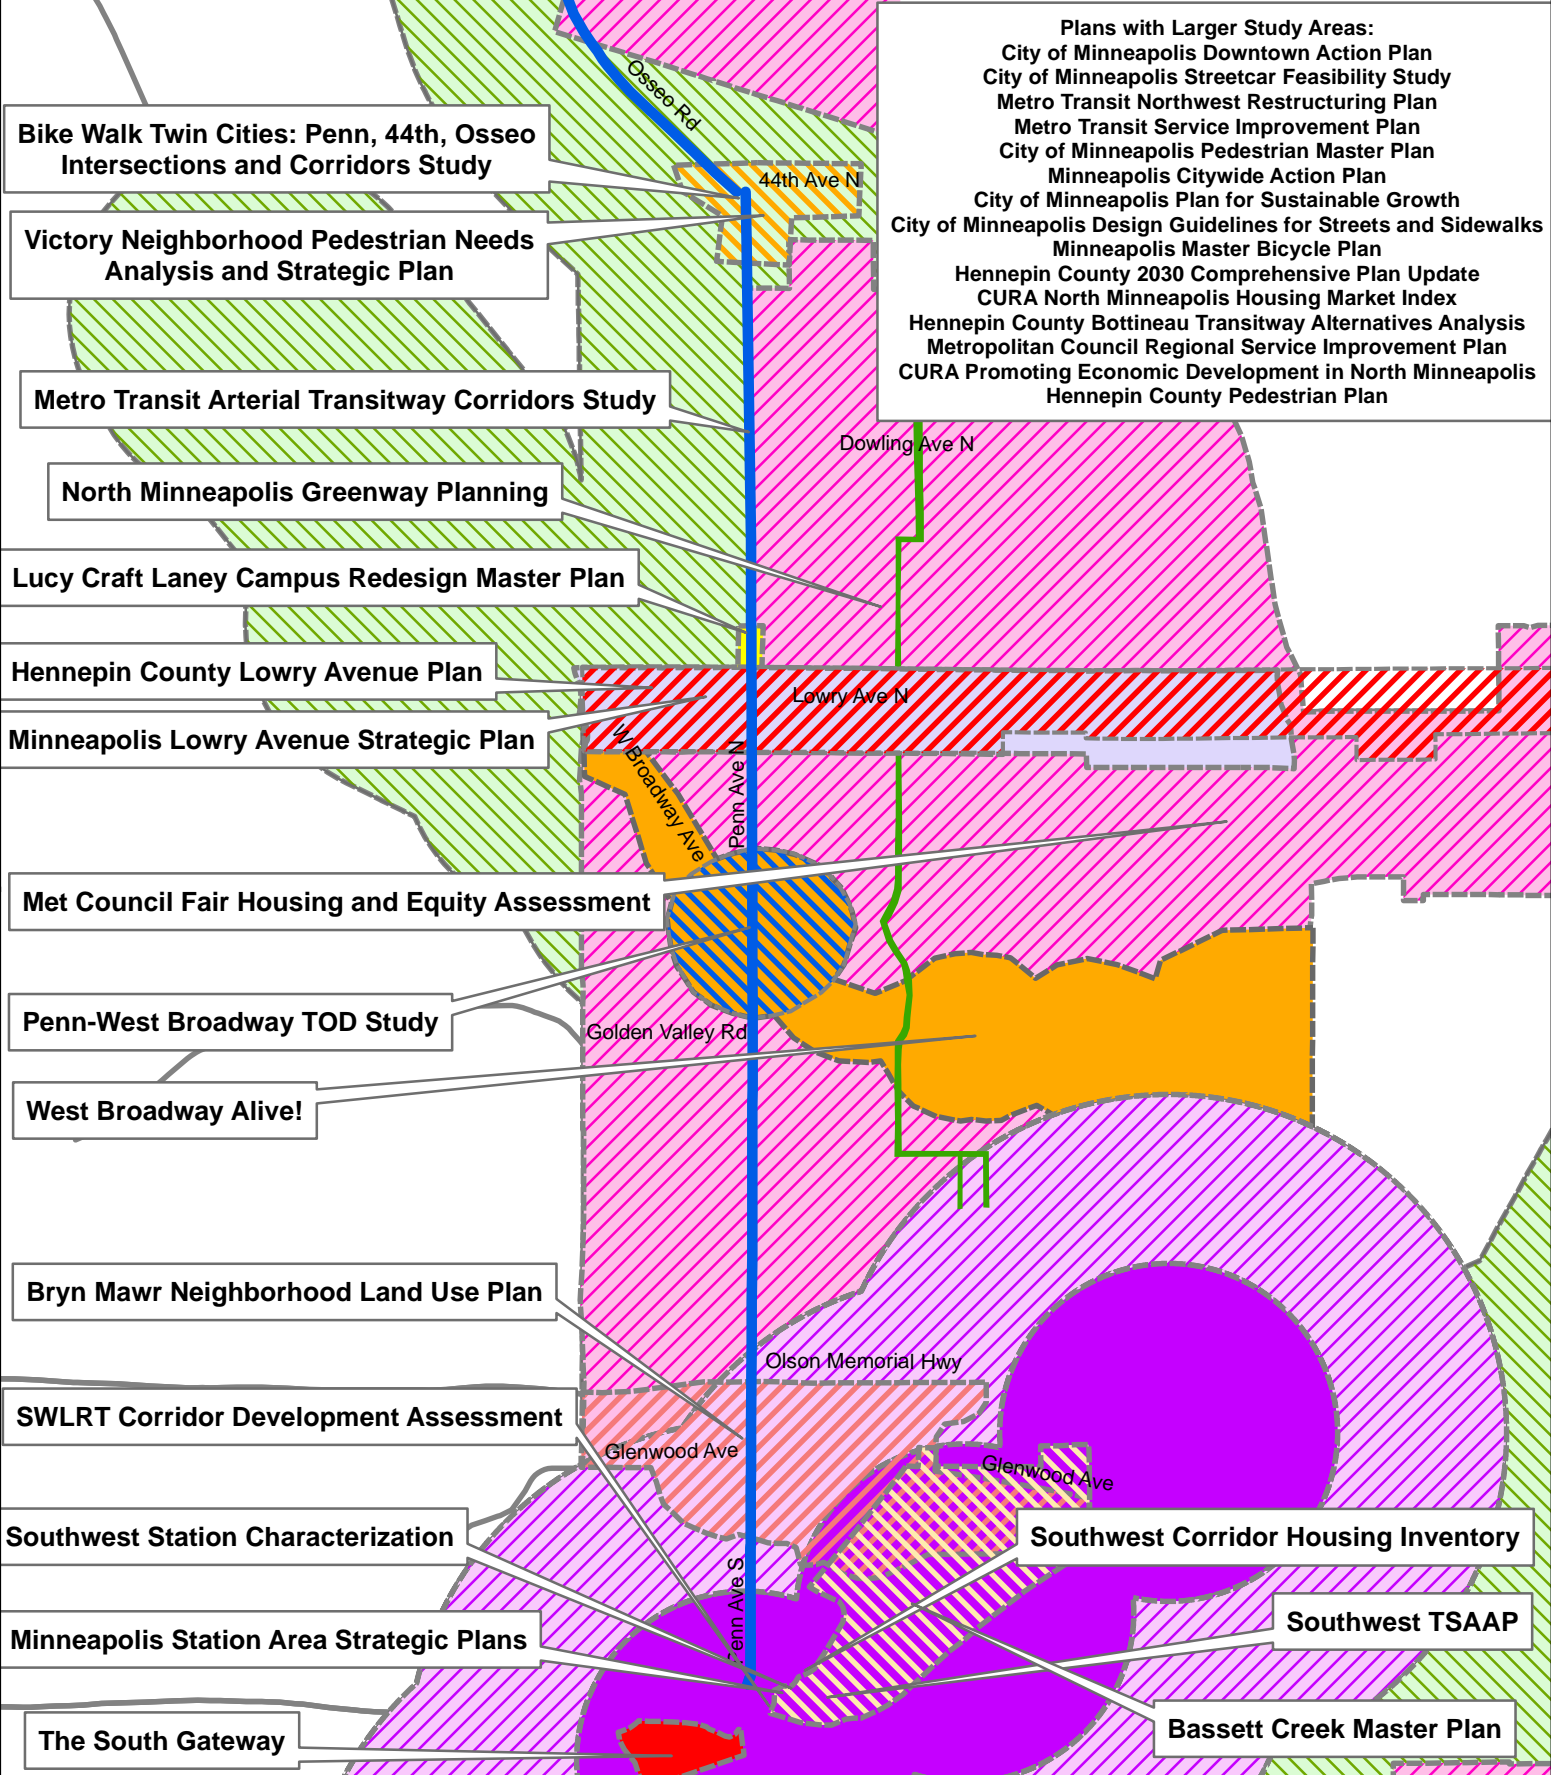 Plans with Larger Study Areas:
City of Minneapolis Downtown Action Plan
City of Minneapolis Streetcar Feasibility Study
Metro Transit Northwest Restructuring Plan
Metro Transit Service Improvement Plan
City of Minneapolis Pedestrian Master Plan
Minneapolis Citywide Action Plan
City of Minneapolis Plan for Sustainable Growth
City of Minneapolis Design Guidelines for Streets and Sidewalks
Minneapolis Master Bicycle Plan
Hennepin County 2030 Comprehensive Plan Update
CURA North Minneapolis Housing Market Index
Hennepin County Bottineau Transitway Alternatives Analysis
Metropolitan Council Regional Service Improvement Plan
CURA Promoting Economic Development in North Minneapolis
Hennepin County Pedestrian Plan
Osseo Rd
Bike Walk Twin Cities: Penn, 44th, Osseo
Intersections and Corridors Study
44th Ave N
Victory Neighborhood Pedestrian Needs
Analysis and Strategic Plan
Metro Transit Arterial Transitway Corridors Study
Dowling Ave N
North Minneapolis Greenway Planning
Lucy Craft Laney Campus Redesign Master Plan
Hennepin County Lowry Avenue Plan
Lowry Ave N
Minneapolis Lowry Avenue Strategic Plan
W Broadway Ave
Penn Ave N
Met Council Fair Housing and Equity Assessment
Penn-West Broadway TOD Study
Golden Valley Rd
West Broadway Alive!
Bryn Mawr Neighborhood Land Use Plan
Olson Memorial Hwy
SWLRT Corridor Development Assessment
Glenwood Ave
Glenwood Ave
Southwest Station Characterization
Southwest Corridor Housing Inventory
Penn Ave S
Southwest TSAAP
Minneapolis Station Area Strategic Plans
Bassett Creek Master Plan
The South Gateway